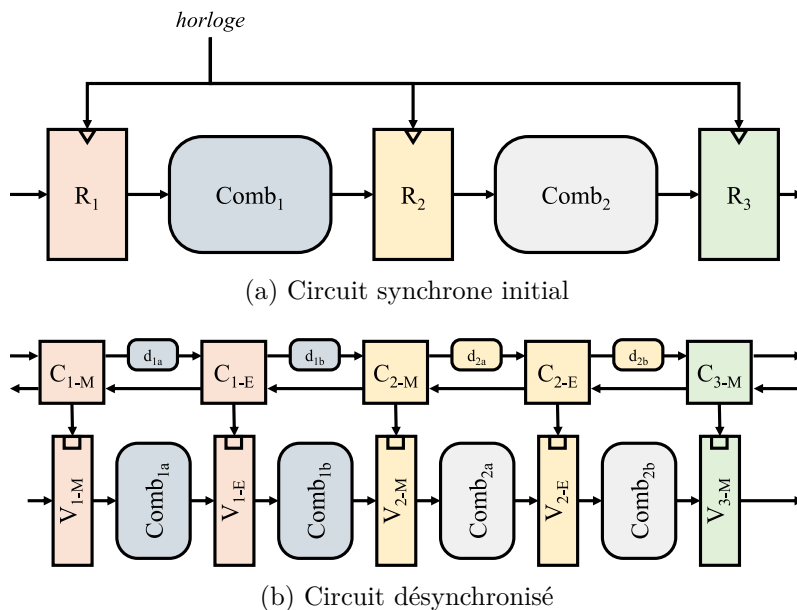 horloge
R₁ Comb₁ R₂ Comb₂ R₃
(a) Circuit synchrone initial
d₁ₐ d₁b d₂ₐ d₂b
C₁₋M C₁₋E C₂₋M C₂₋E C₃₋M
V₁₋M Comb₁ₐ V₁₋E Comb₁b V₂₋M Comb₂ₐ V₂₋E Comb₂b V₃₋M
(b) Circuit désynchronisé